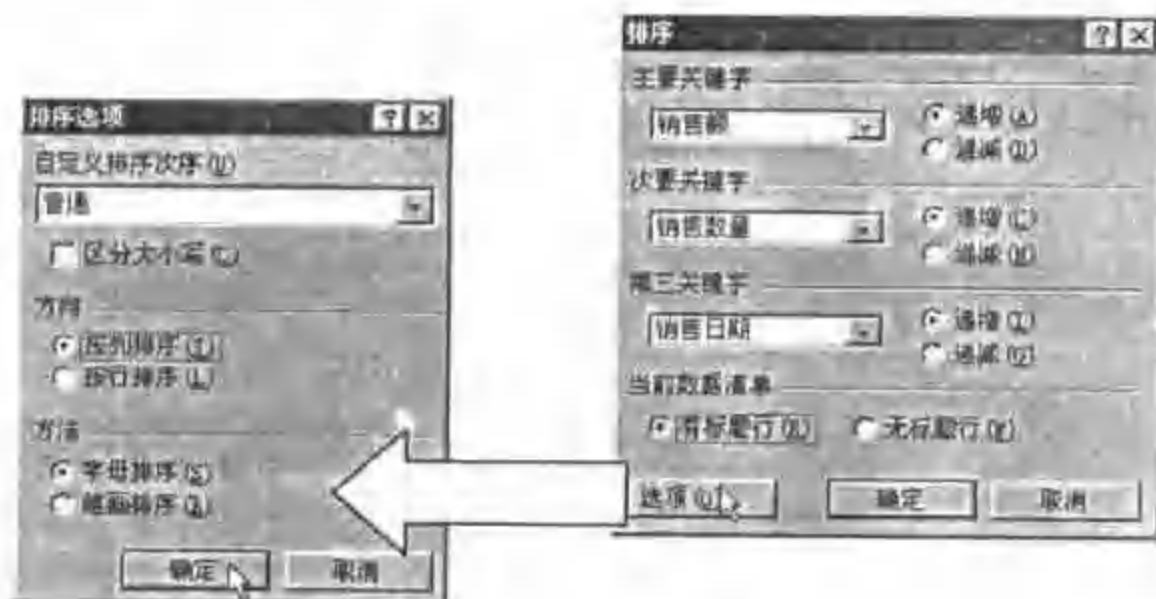 排序选项
自定义排序次序(U)
普通
区分大小写(C)
方向
按列排序(T)
按行排序(L)
方法
字母排序(S)
笔画排序(R)
确定
取消
排序
主要关键字
销售额
递增(A)
递减(D)
次要关键字
销售数量
递增(C)
递减(N)
第三关键字
销售日期
递增(I)
递减(G)
当前数据清单
有标题行(R)
无标题行(W)
选项(O)
确定
取消